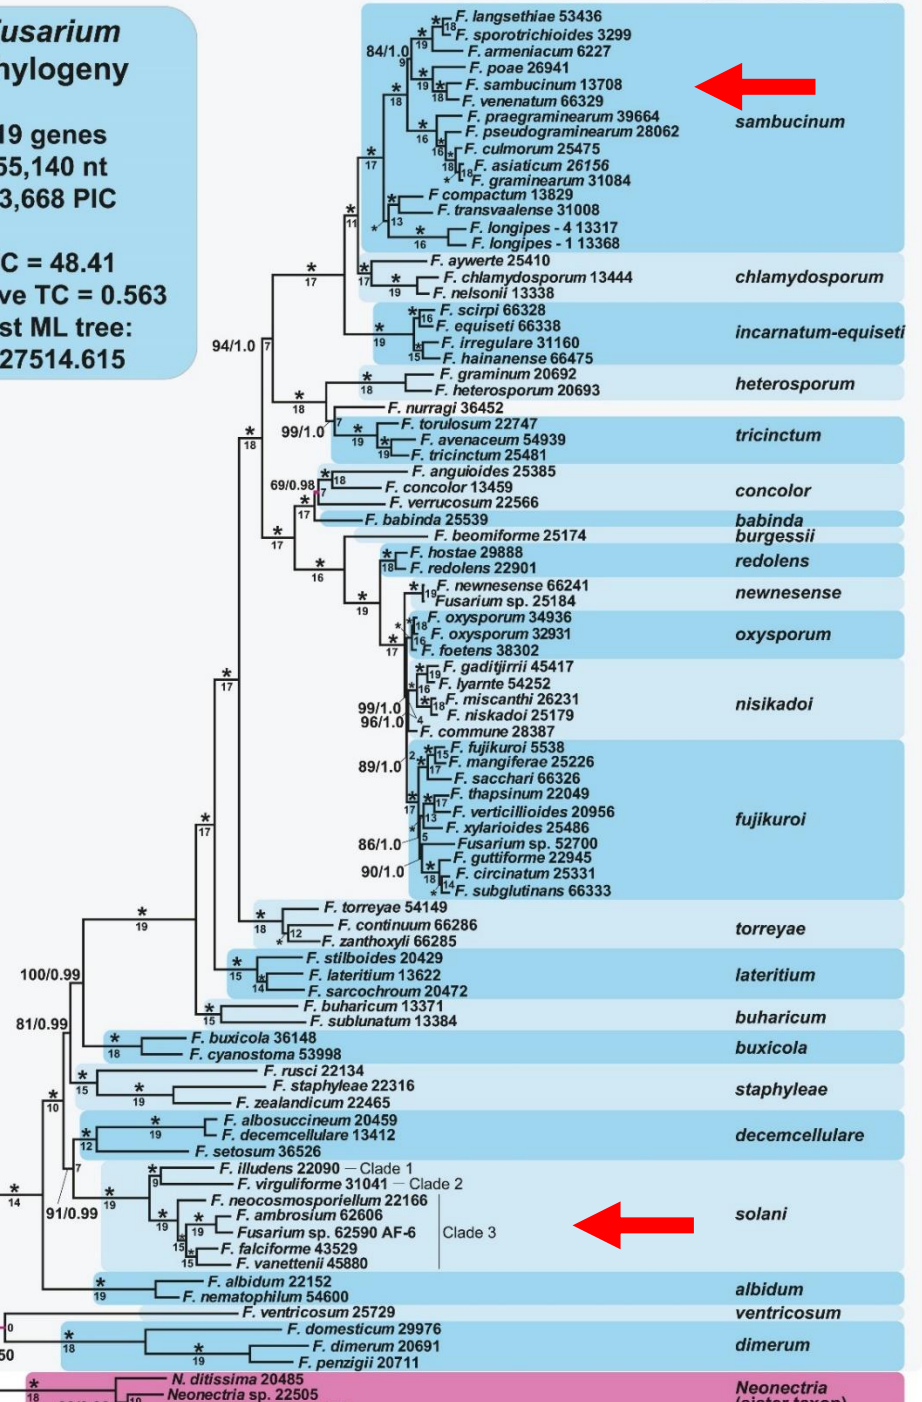 usarium
hylogeny
19 genes
55,140 nt
3,668 PIC
C = 48.41
ve TC = 0.563
st ML tree:
27514.615
F. langsethiae 53436
F. sporotrichioides 3299
F. armeniacum 6227
84/1.0
F. poae 26941
F. sambucinum 13708
F. venenatum 66329
F. praegraminearum 39664
sambucinum
F. pseudograminearum 28062
F. culmorum 25475
F. asiaticum 26156
F. graminearum 31084
F compactum 13829
F. transvaalense 31008
F. longipes - 4 13317
F. longipes - 1 13368
F. aywerte 25410
F. chlamydosporum 13444
chlamydosporum
F. nelsonii 13338
F. scirpi 66328
F. equiseti 66338
incarnatum-equiseti
F. irregulare 31160
94/1.0
F. hainanense 66475
F. graminum 20692
heterosporum
F. heterosporum 20693
F. nurragi 36452
99/1.0
F. torulosum 22747
F. avenaceum 54939
tricinctum
F. tricinctum 25481
F. anguioides 25385
69/0.98
F. concolor 13459
concolor
F. verrucosum 22566
F. babinda 25539
babinda
F. beomiforme 25174
burgessii
F. hostae 29888
redolens
F. redolens 22901
F. newnesense 66241
newnesense
Fusarium sp. 25184
F. oxysporum 34936
F. oxysporum 32931
oxysporum
F. foetens 38302
F. gaditjirrii 45417
F. lyarnte 54252
F. miscanthi 26231
nisikadoi
99/1.0
F. niskadoi 25179
96/1.0
F. commune 28387
F. fujikuroi 5538
89/1.0
F. mangiferae 25226
F. sacchari 66326
F. thapsinum 22049
F. verticillioides 20956
fujikuroi
F. xylarioides 25486
86/1.0
Fusarium sp. 52700
F. guttiforme 22945
90/1.0
F. circinatum 25331
F. subglutinans 66333
F. torreyae 54149
F. continuum 66286
torreyae
F. zanthoxyli 66285
F. stilboides 20429
100/0.99
F. lateritium 13622
lateritium
F. sarcochroum 20472
F. buharicum 13371
buharicum
81/0.99
F. sublunatum 13384
F. buxicola 36148
buxicola
F. cyanostoma 53998
F. rusci 22134
F. staphyleae 22316
staphyleae
F. zealandicum 22465
F. albosuccineum 20459
F. decemcellulare 13412
decemcellulare
F. setosum 36526
F. illudens 22090 — Clade 1
F. virguliforme 31041 — Clade 2
F. neocosmosporiellum 22166
91/0.99
F. ambrosium 62606
solani
Fusarium sp. 62590 AF-6
Clade 3
F. falciforme 43529
F. vanettenii 45880
F. albidum 22152
albidum
F. nematophilum 54600
F. ventricosum 25729
ventricosum
F. domesticum 29976
F. dimerum 20691
dimerum
50
F. penzigii 20711
N. ditissima 20485
Neonectria
Neonectria sp. 22505